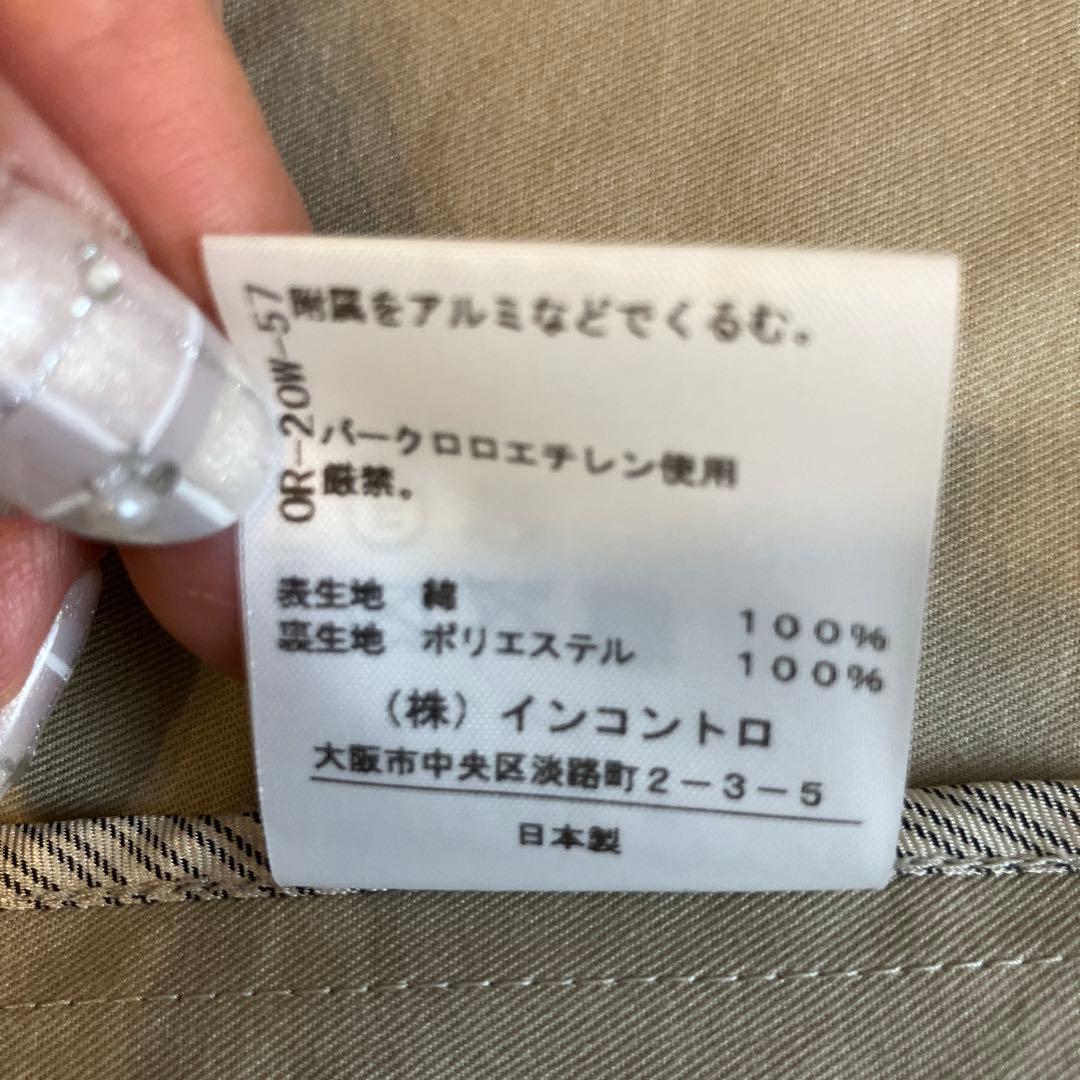 附属をアルミなどでくるむ。
パークロロエチレン使用
厳禁。
OR-20W-57
表生地 綿 100%
裏生地 ポリエステル 100%
(株)インコントロ
大阪市中央区淡路町2-3-5
日本製